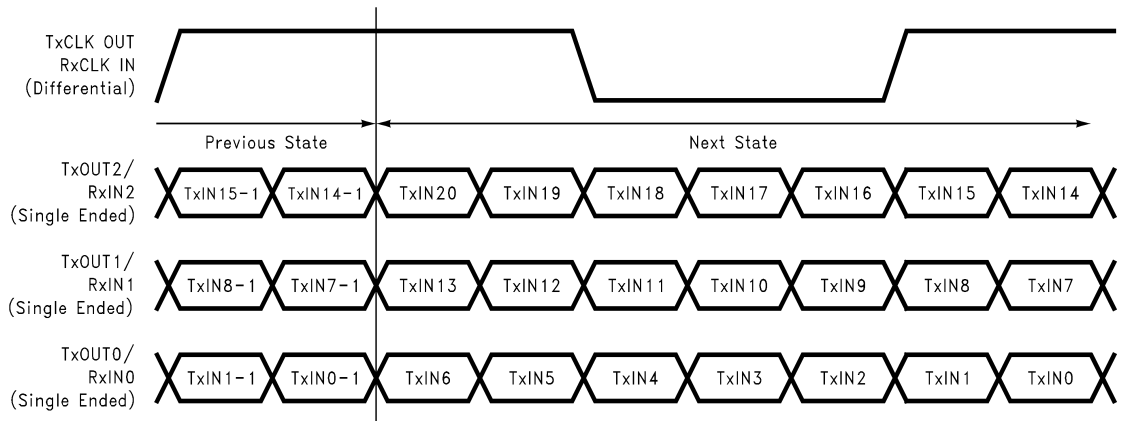 TxCLK OUT
RxCLK IN
(Differential)
Previous State
Next State
TxOUT2/
RxIN2
(Single Ended)
TxIN15-1 TxIN14-1 TxIN20 TxIN19 TxIN18 TxIN17 TxIN16 TxIN15 TxIN14
TxOUT1/
RxIN1
(Single Ended)
TxIN8-1 TxIN7-1 TxIN13 TxIN12 TxIN11 TxIN10 TxIN9 TxIN8 TxIN7
TxOUT0/
RxIN0
(Single Ended)
TxIN1-1 TxIN0-1 TxIN6 TxIN5 TxIN4 TxIN3 TxIN2 TxIN1 TxIN0